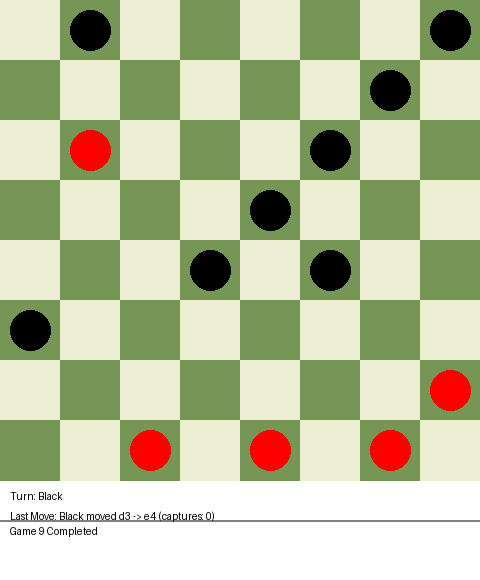 Turn: Black
Last Move: Black moved d3 -> e4 (captures: 0)
Game 9 Completed